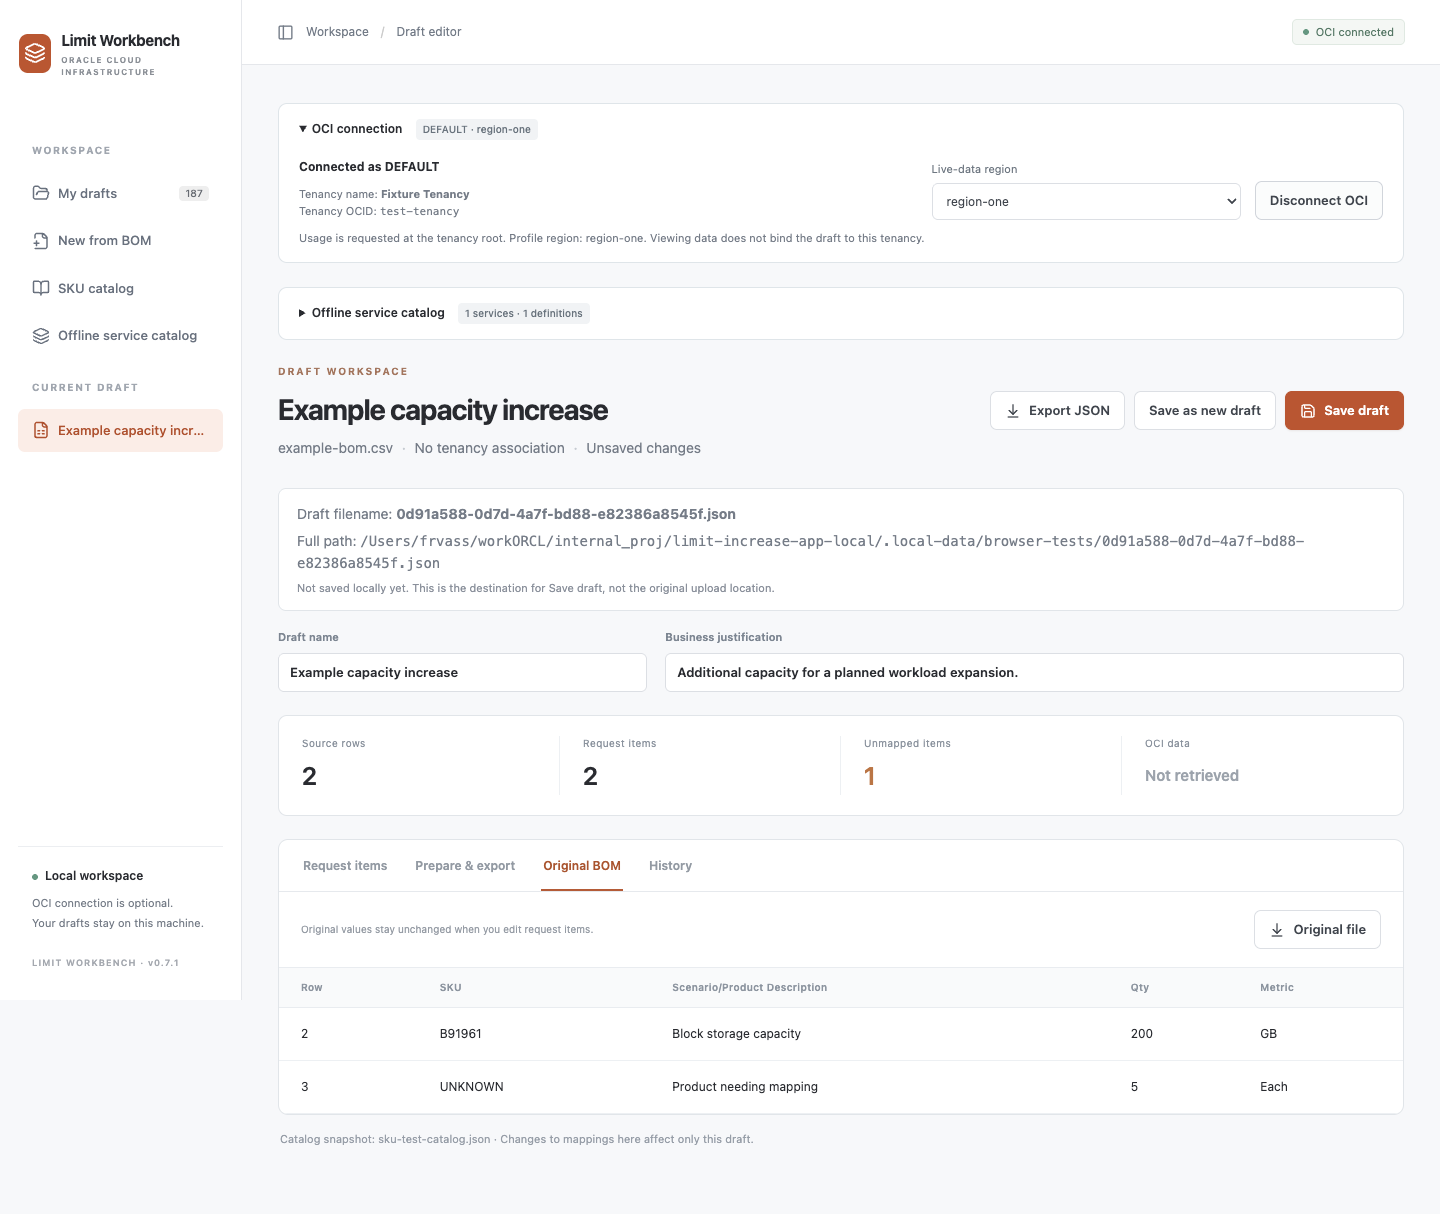 Limit Workbench
ORACLE CLOUD
INFRASTRUCTURE
WORKSPACE
My drafts 187
New from BOM
SKU catalog
Offline service catalog
CURRENT DRAFT
Example capacity incr...
Local workspace
OCI connection is optional.
Your drafts stay on this machine.
LIMIT WORKBENCH · v0.7.1
Workspace / Draft editor
OCI connected
OCI connection DEFAULT · region-one
Connected as DEFAULT
Tenancy name: Fixture Tenancy
Tenancy OCID: test-tenancy
Usage is requested at the tenancy root. Profile region: region-one. Viewing data does not bind the draft to this tenancy.
Live-data region
region-one
Disconnect OCI
Offline service catalog 1 services · 1 definitions
DRAFT WORKSPACE
Example capacity increase
example-bom.csv · No tenancy association · Unsaved changes
Export JSON
Save as new draft
Save draft
Draft filename: 0d91a588-0d7d-4a7f-bd88-e82386a8545f.json
Full path: /Users/frvass/workORCL/internal_proj/limit-increase-app-local/.local-data/browser-tests/0d91a588-0d7d-4a7f-bd88-
e82386a8545f.json
Not saved locally yet. This is the destination for Save draft, not the original upload location.
Draft name
Example capacity increase
Business justification
Additional capacity for a planned workload expansion.
Source rows
2
Request items
2
Unmapped items
1
OCI data
Not retrieved
Request items Prepare & export Original BOM History
Original values stay unchanged when you edit request items.
Original file
Row SKU Scenario/Product Description Qty Metric
2 B91961 Block storage capacity 200 GB
3 UNKNOWN Product needing mapping 5 Each
Catalog snapshot: sku-test-catalog.json · Changes to mappings here affect only this draft.